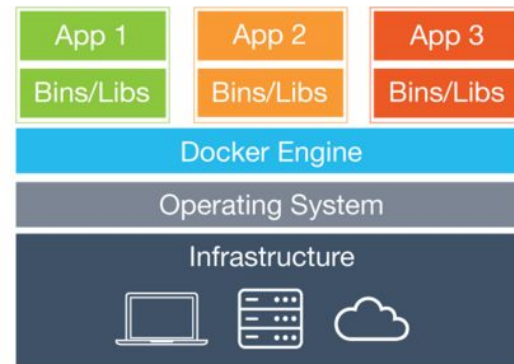 App 1
App 2
App 3
Bins/Libs
Bins/Libs
Bins/Libs
Docker Engine
Operating System
Infrastructure